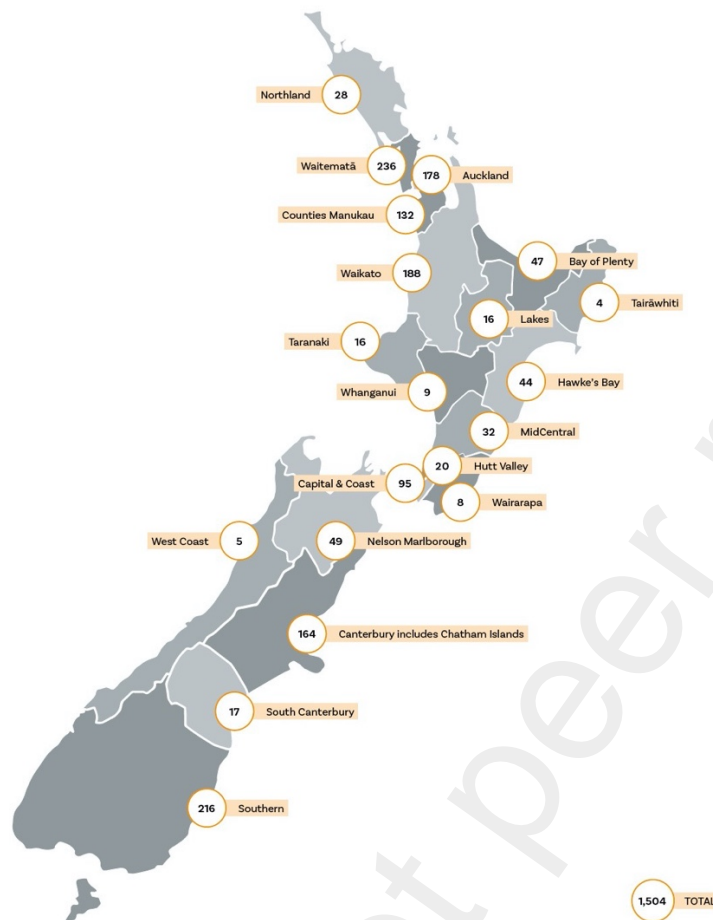 Northland 28
Waitematā 236
178 Auckland
Counties Manukau 132
47 Bay of Plenty
Waikato 188
4 Tairāwhiti
16 Lakes
Taranaki 16
44 Hawke's Bay
Whanganui 9
32 MidCentral
20 Hutt Valley
Capital & Coast 95
8 Wairarapa
West Coast 5
49 Nelson Marlborough
164 Canterbury includes Chatham Islands
17 South Canterbury
216 Southern
1,504 TOTAL
t peer